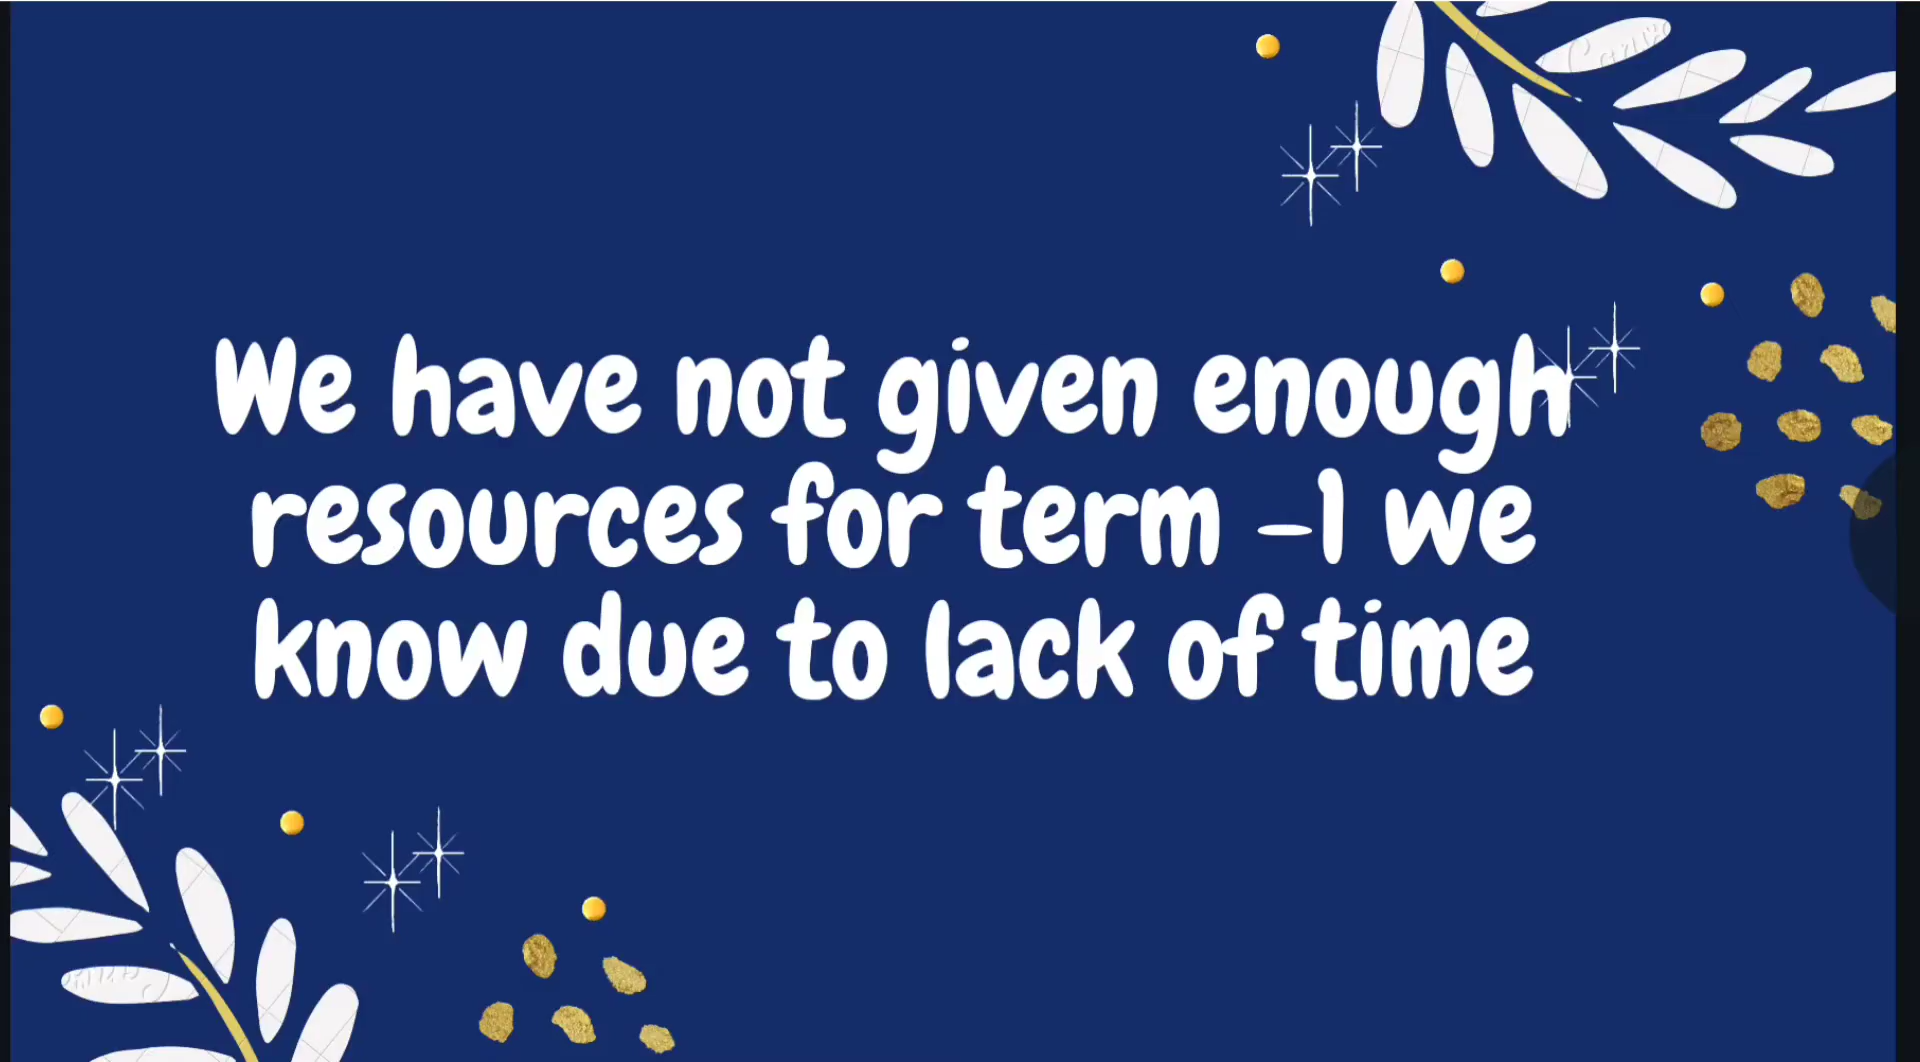 We have not given enough
resources for term -1 we
know due to lack of time